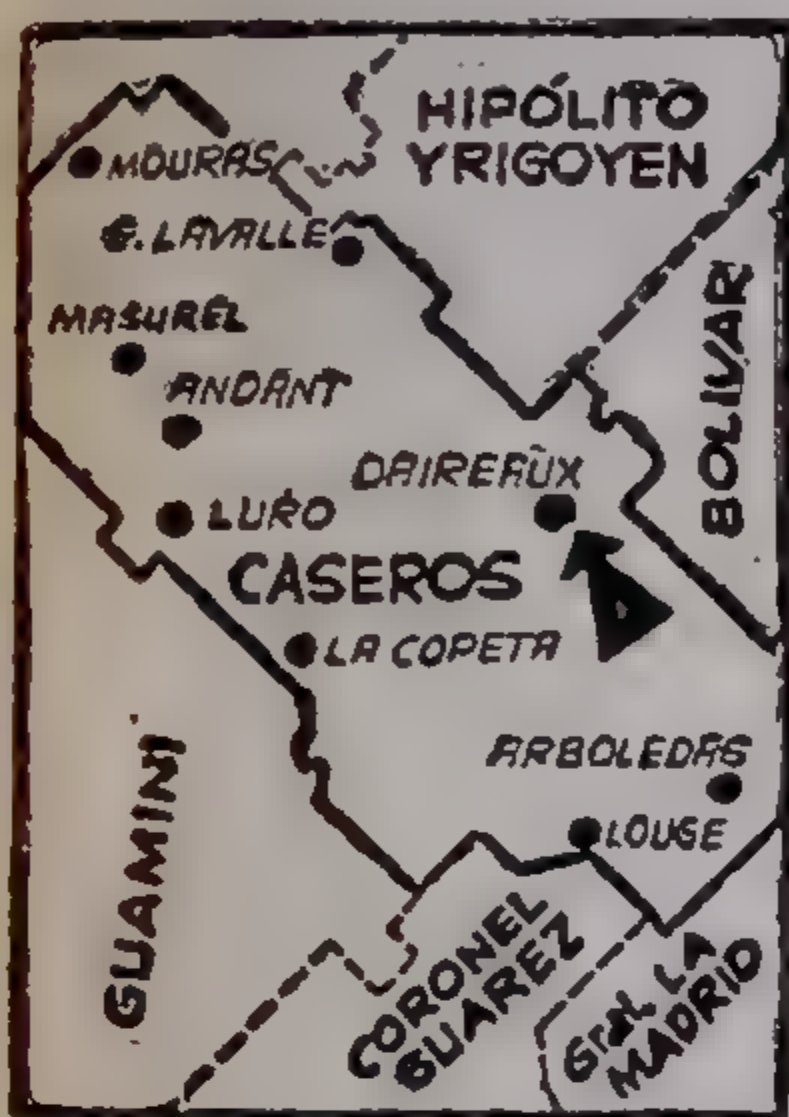 HIPÓLITO
YRIGOYEN
MOURAS
G. LAVALLE
MASUREL
ANDANT
BOLIVAR
DAIREAUX
LURO
CASEROS
LA COPETA
ARBOLEDAS
LOUGE
GUAMINI
CORONEL
SUAREZ
Gral LA
MADRID